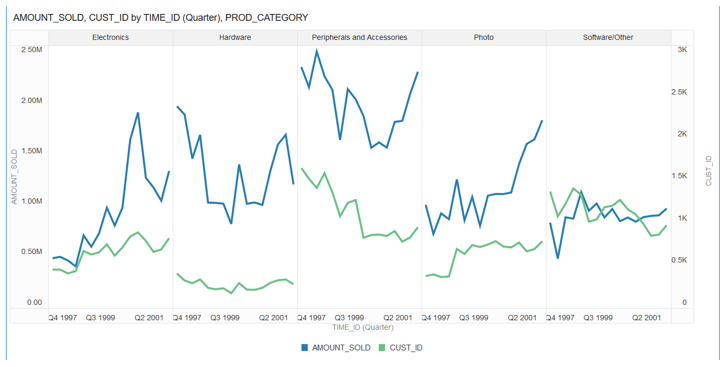 AMOUNT_SOLD, CUST_ID by TIME_ID (Quarter), PROD_CATEGORY
Electronics Hardware Peripherals and Accessories Photo Software/Other
2.50M 3K
2.00M 2.5K
2K
1.50M
1.5K
1.00M 1K
0.50M 0.5K
0.00 0
AMOUNT_SOLD
CUST_ID
Q4 1997 Q3 1999 Q2 2001 Q4 1997 Q3 1999 Q2 2001 Q4 1997 Q3 1999 Q2 2001 Q4 1997 Q3 1999 Q2 2001 Q4 1997 Q3 1999 Q2 2001
TIME_ID (Quarter)
AMOUNT_SOLD CUST_ID